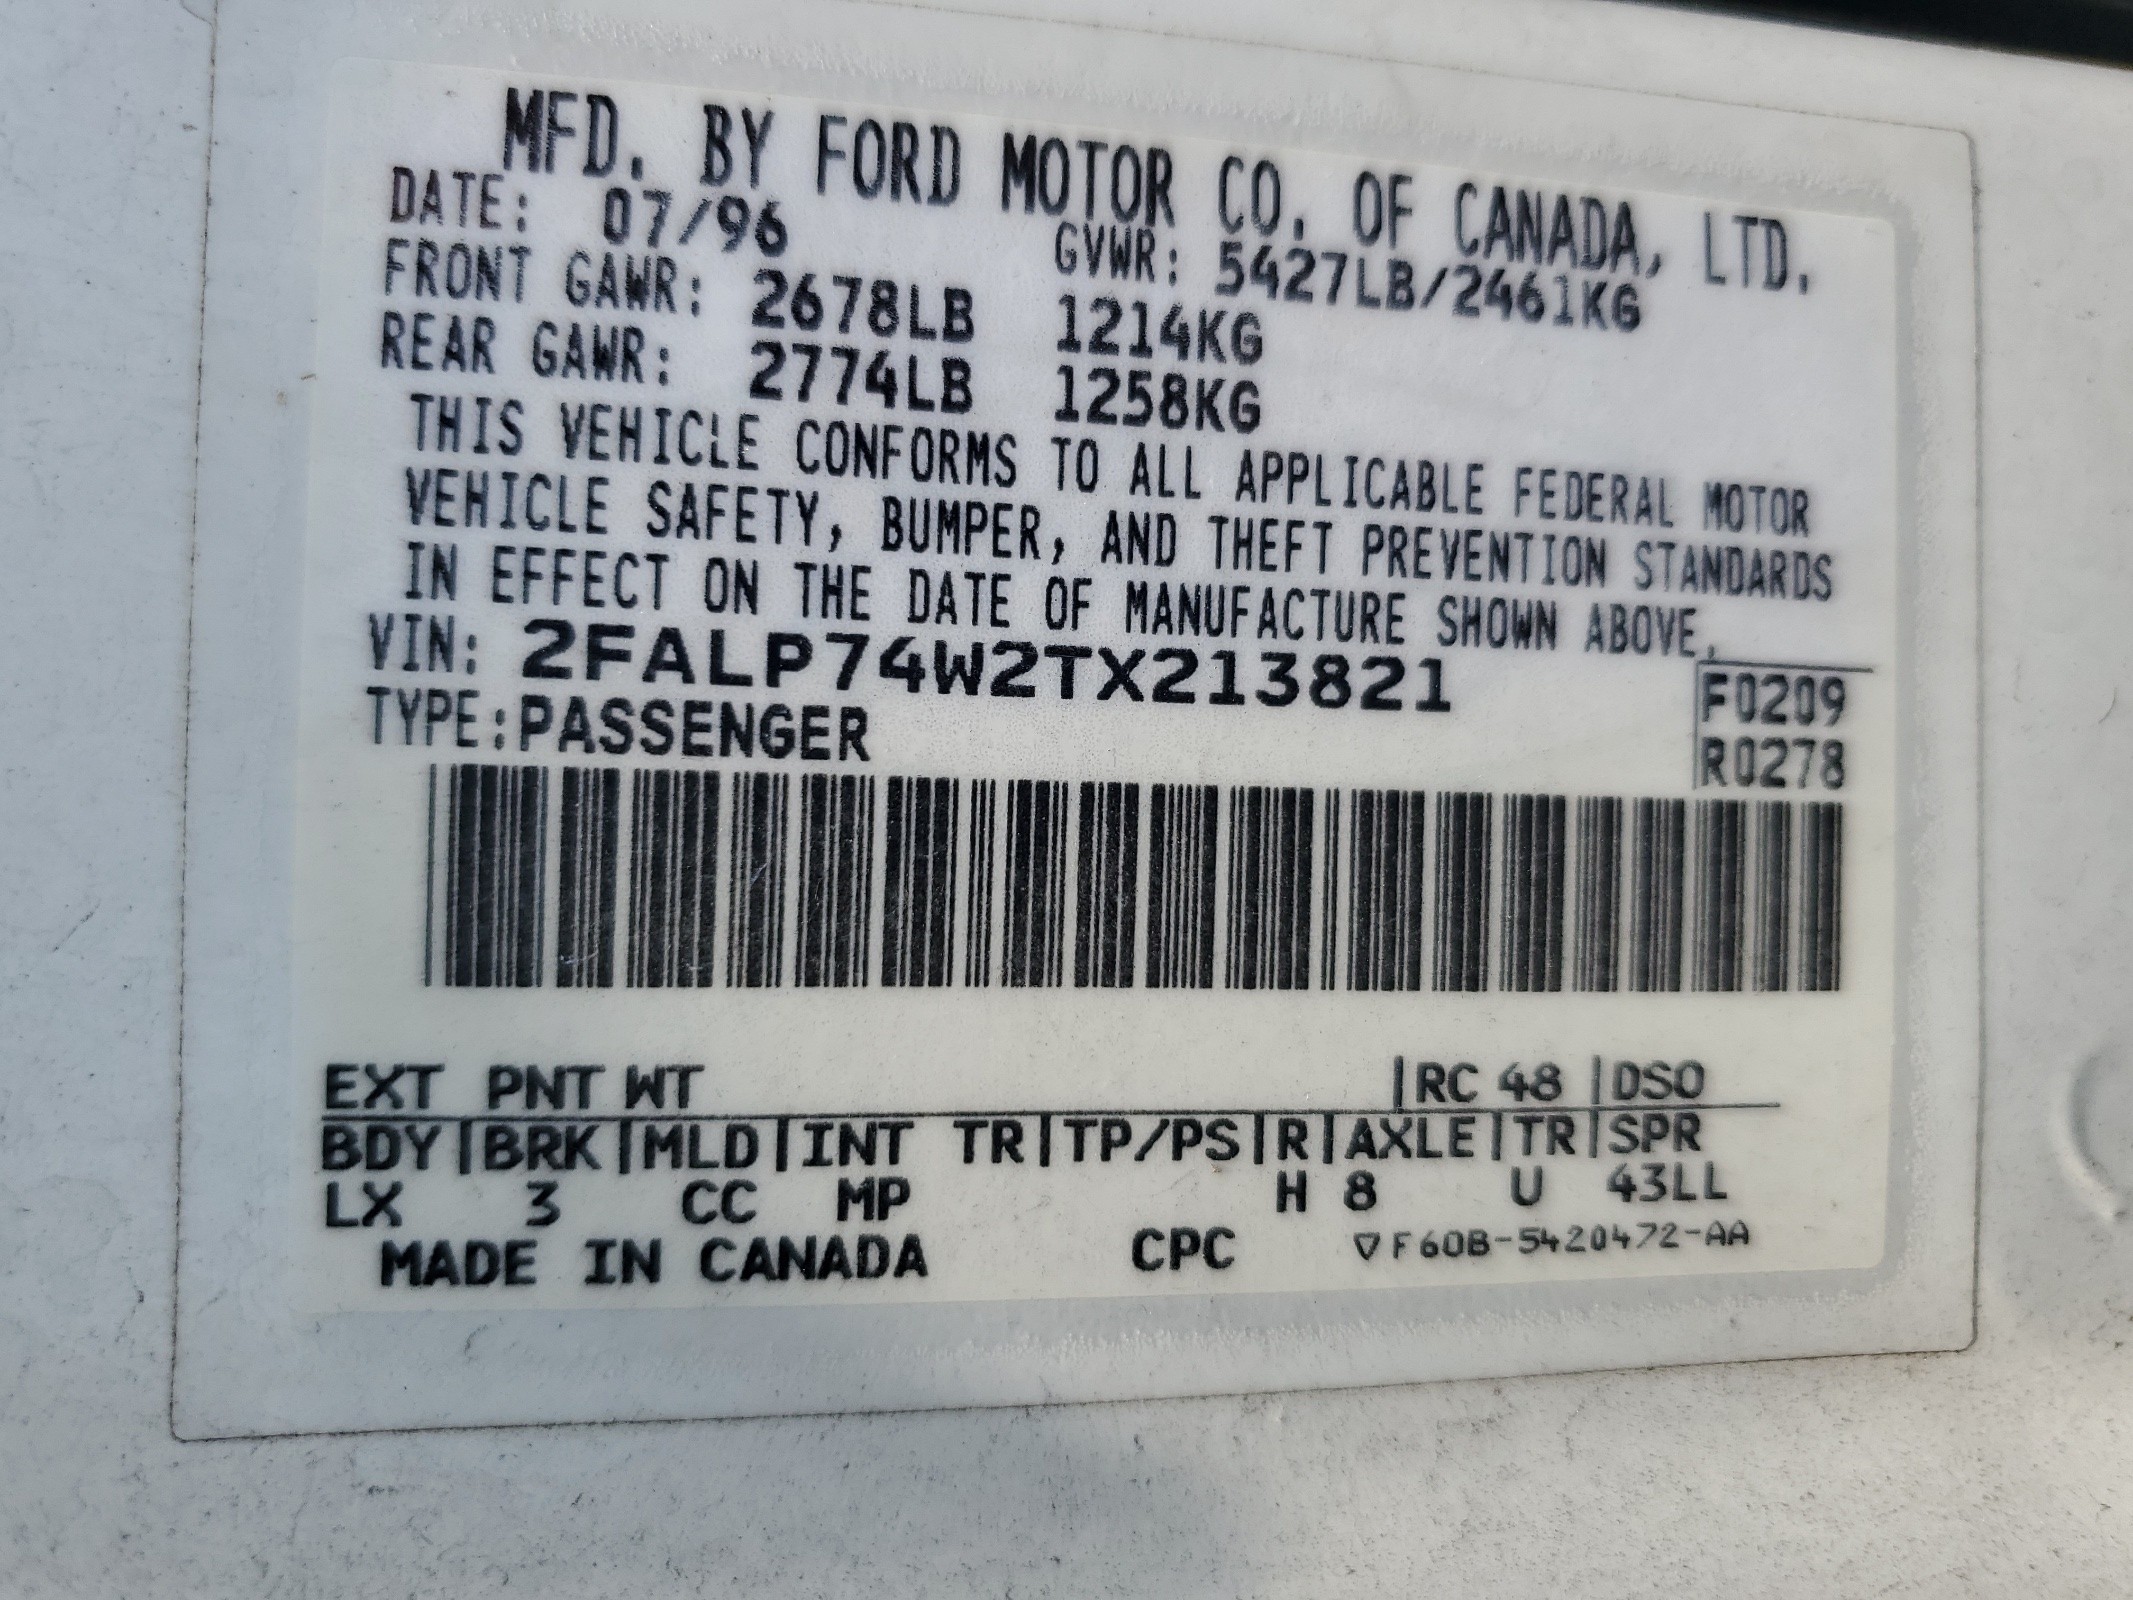 MFD. BY FORD MOTOR CO. OF CANADA, LTD.
DATE: 07/96 GVWR: 5427LB/2461KG
FRONT GAWR: 2678LB 1214KG
REAR GAWR: 2774LB 1258KG
THIS VEHICLE CONFORMS TO ALL APPLICABLE FEDERAL MOTOR
VEHICLE SAFETY, BUMPER, AND THEFT PREVENTION STANDARDS
IN EFFECT ON THE DATE OF MANUFACTURE SHOWN ABOVE.
VIN: 2FALP74W2TX213821
TYPE: PASSENGER
F0209
R0278
EXT PNT WT |RC 48 |DSO
BDY|BRK|MLD|INT TR|TP/PS|R|AXLE|TR|SPR
LX 3 CC MP H 8 U 43LL
MADE IN CANADA CPC ▽F60B-5420472-AA